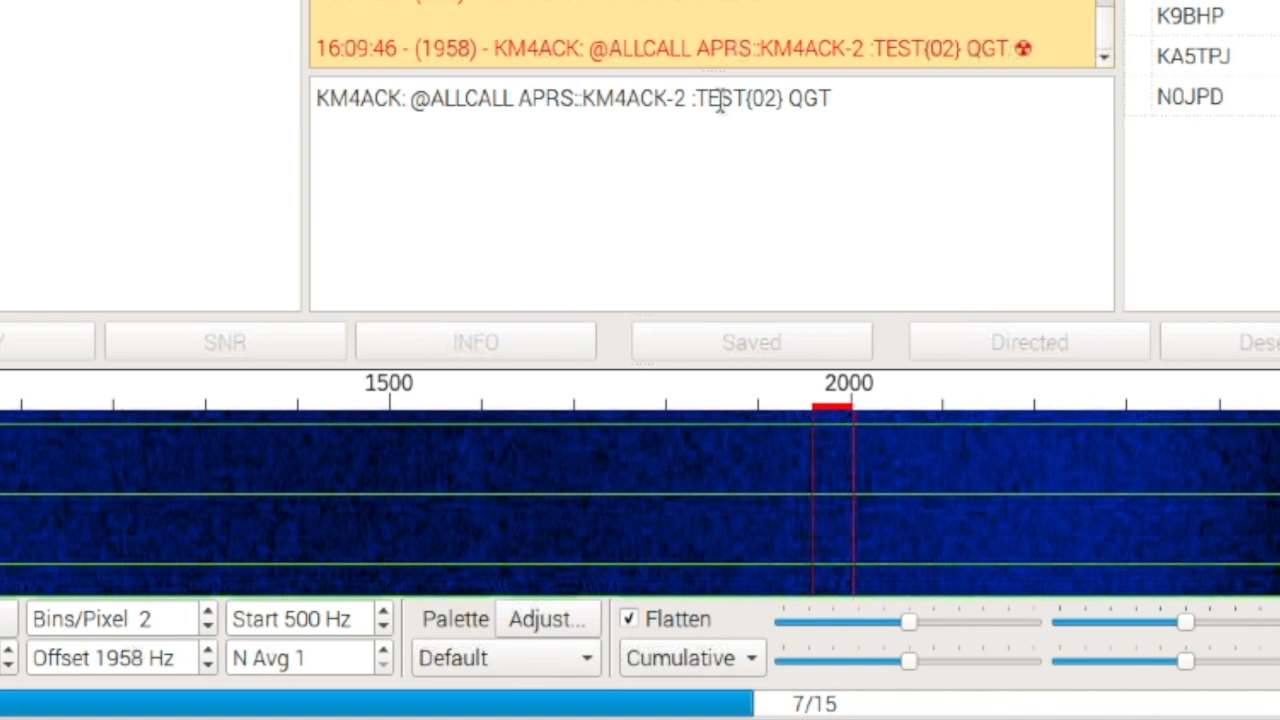 16:09:46 - (1958) - KM4ACK: @ALLCALL APRS::KM4ACK-2 :TEST{02} QGT ☢
K9BHP
KA5TPJ
N0JPD
KM4ACK: @ALLCALL APRS::KM4ACK-2 :TEST{02} QGT
SNR
INFO
Saved
Directed
1500
2000
Bins/Pixel 2
Start 500 Hz
Palette
Adjust...
Flatten
Offset 1958 Hz
N Avg 1
Default
Cumulative
7/15